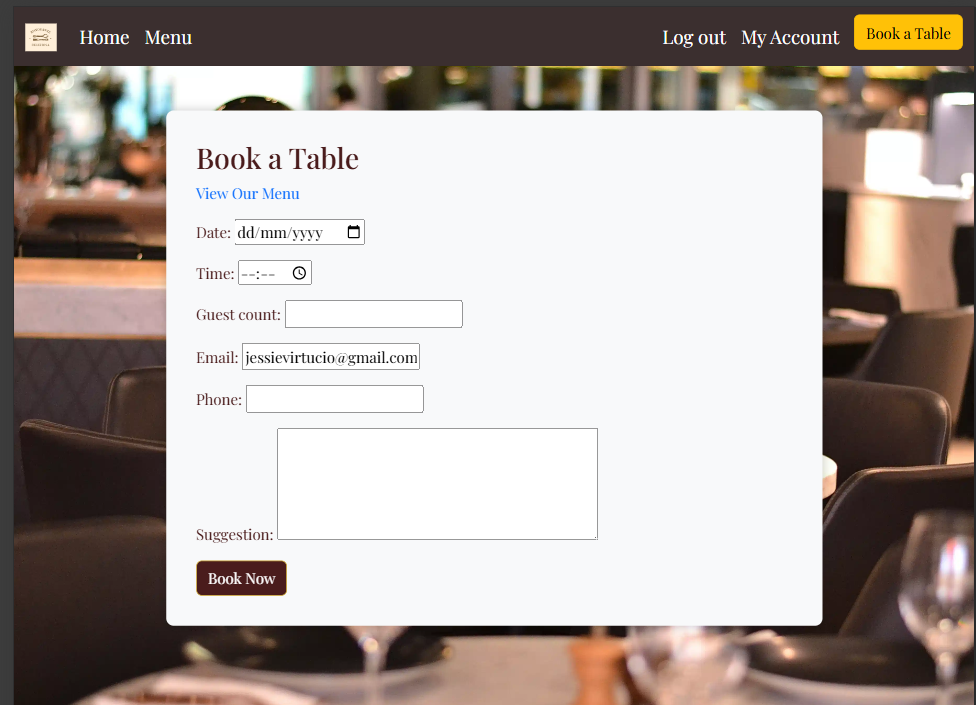 Home Menu Log out My Account Book a Table
Book a Table
View Our Menu
Date: dd/mm/yyyy
Time: --:--
Guest count:
Email: jessievirtucio@gmail.com
Phone:
Suggestion:
Book Now